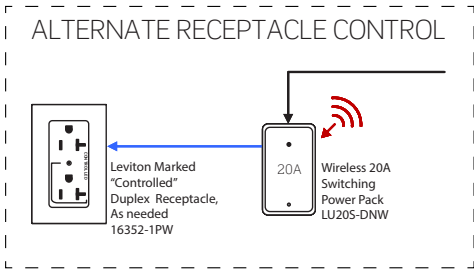 ALTERNATE RECEPTACLE CONTROL
CONTROLLED
Leviton Marked
"Controlled"
Duplex Receptacle,
As needed
16352-1PW
20A
Wireless 20A
Switching
Power Pack
LU20S-DNW